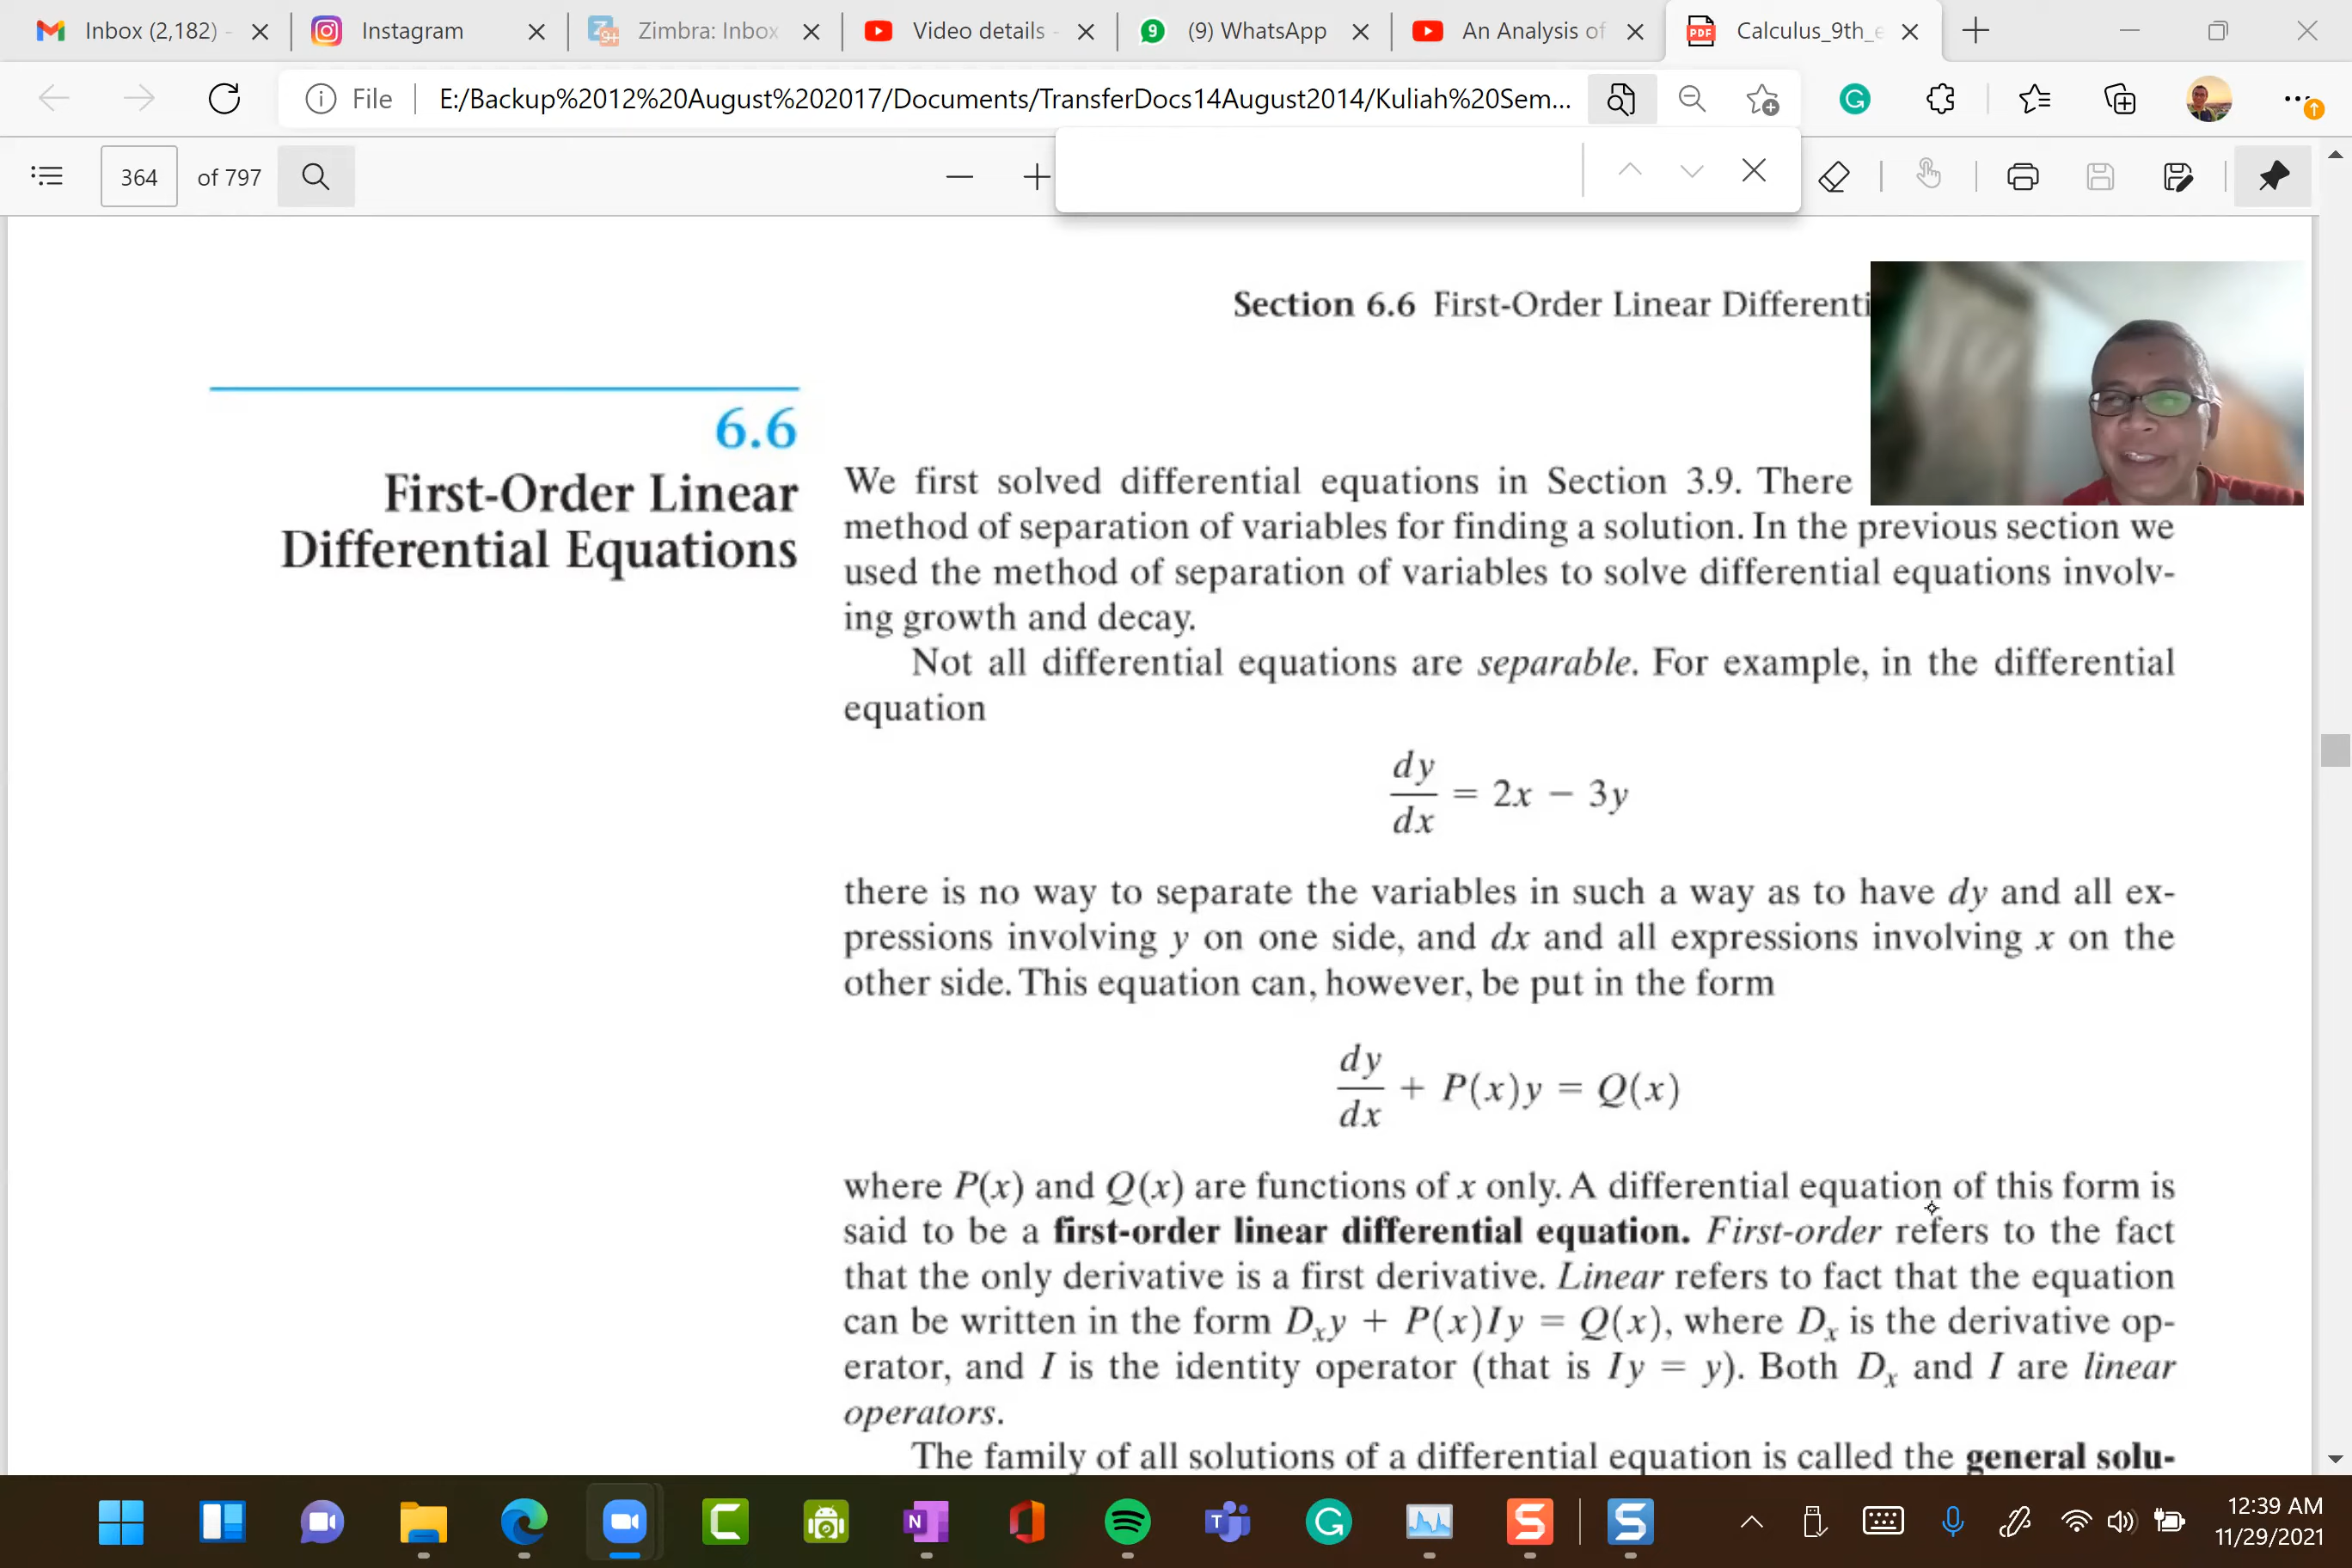 Inbox (2,182) -
Instagram
Zimbra: Inbox
Video details -
(9) WhatsApp
An Analysis of
Calculus_9th_e
File
E:/Backup%2012%20August%202017/Documents/TransferDocs14August2014/Kuliah%20Sem...
364 of 797
Section 6.6 First-Order Linear Differenti
6.6
First-Order Linear
Differential Equations
We first solved differential equations in Section 3.9. There
method of separation of variables for finding a solution. In the previous section we
used the method of separation of variables to solve differential equations involv-
ing growth and decay.
Not all differential equations are separable. For example, in the differential
equation
dy/dx = 2x − 3y
there is no way to separate the variables in such a way as to have dy and all ex-
pressions involving y on one side, and dx and all expressions involving x on the
other side. This equation can, however, be put in the form
dy/dx + P(x)y = Q(x)
where P(x) and Q(x) are functions of x only. A differential equation of this form is
said to be a first-order linear differential equation. First-order refers to the fact
that the only derivative is a first derivative. Linear refers to fact that the equation
can be written in the form Dₓy + P(x)Iy = Q(x), where Dₓ is the derivative op-
erator, and I is the identity operator (that is Iy = y). Both Dₓ and I are linear
operators.
The family of all solutions of a differential equation is called the general solu-
12:39 AM
11/29/2021